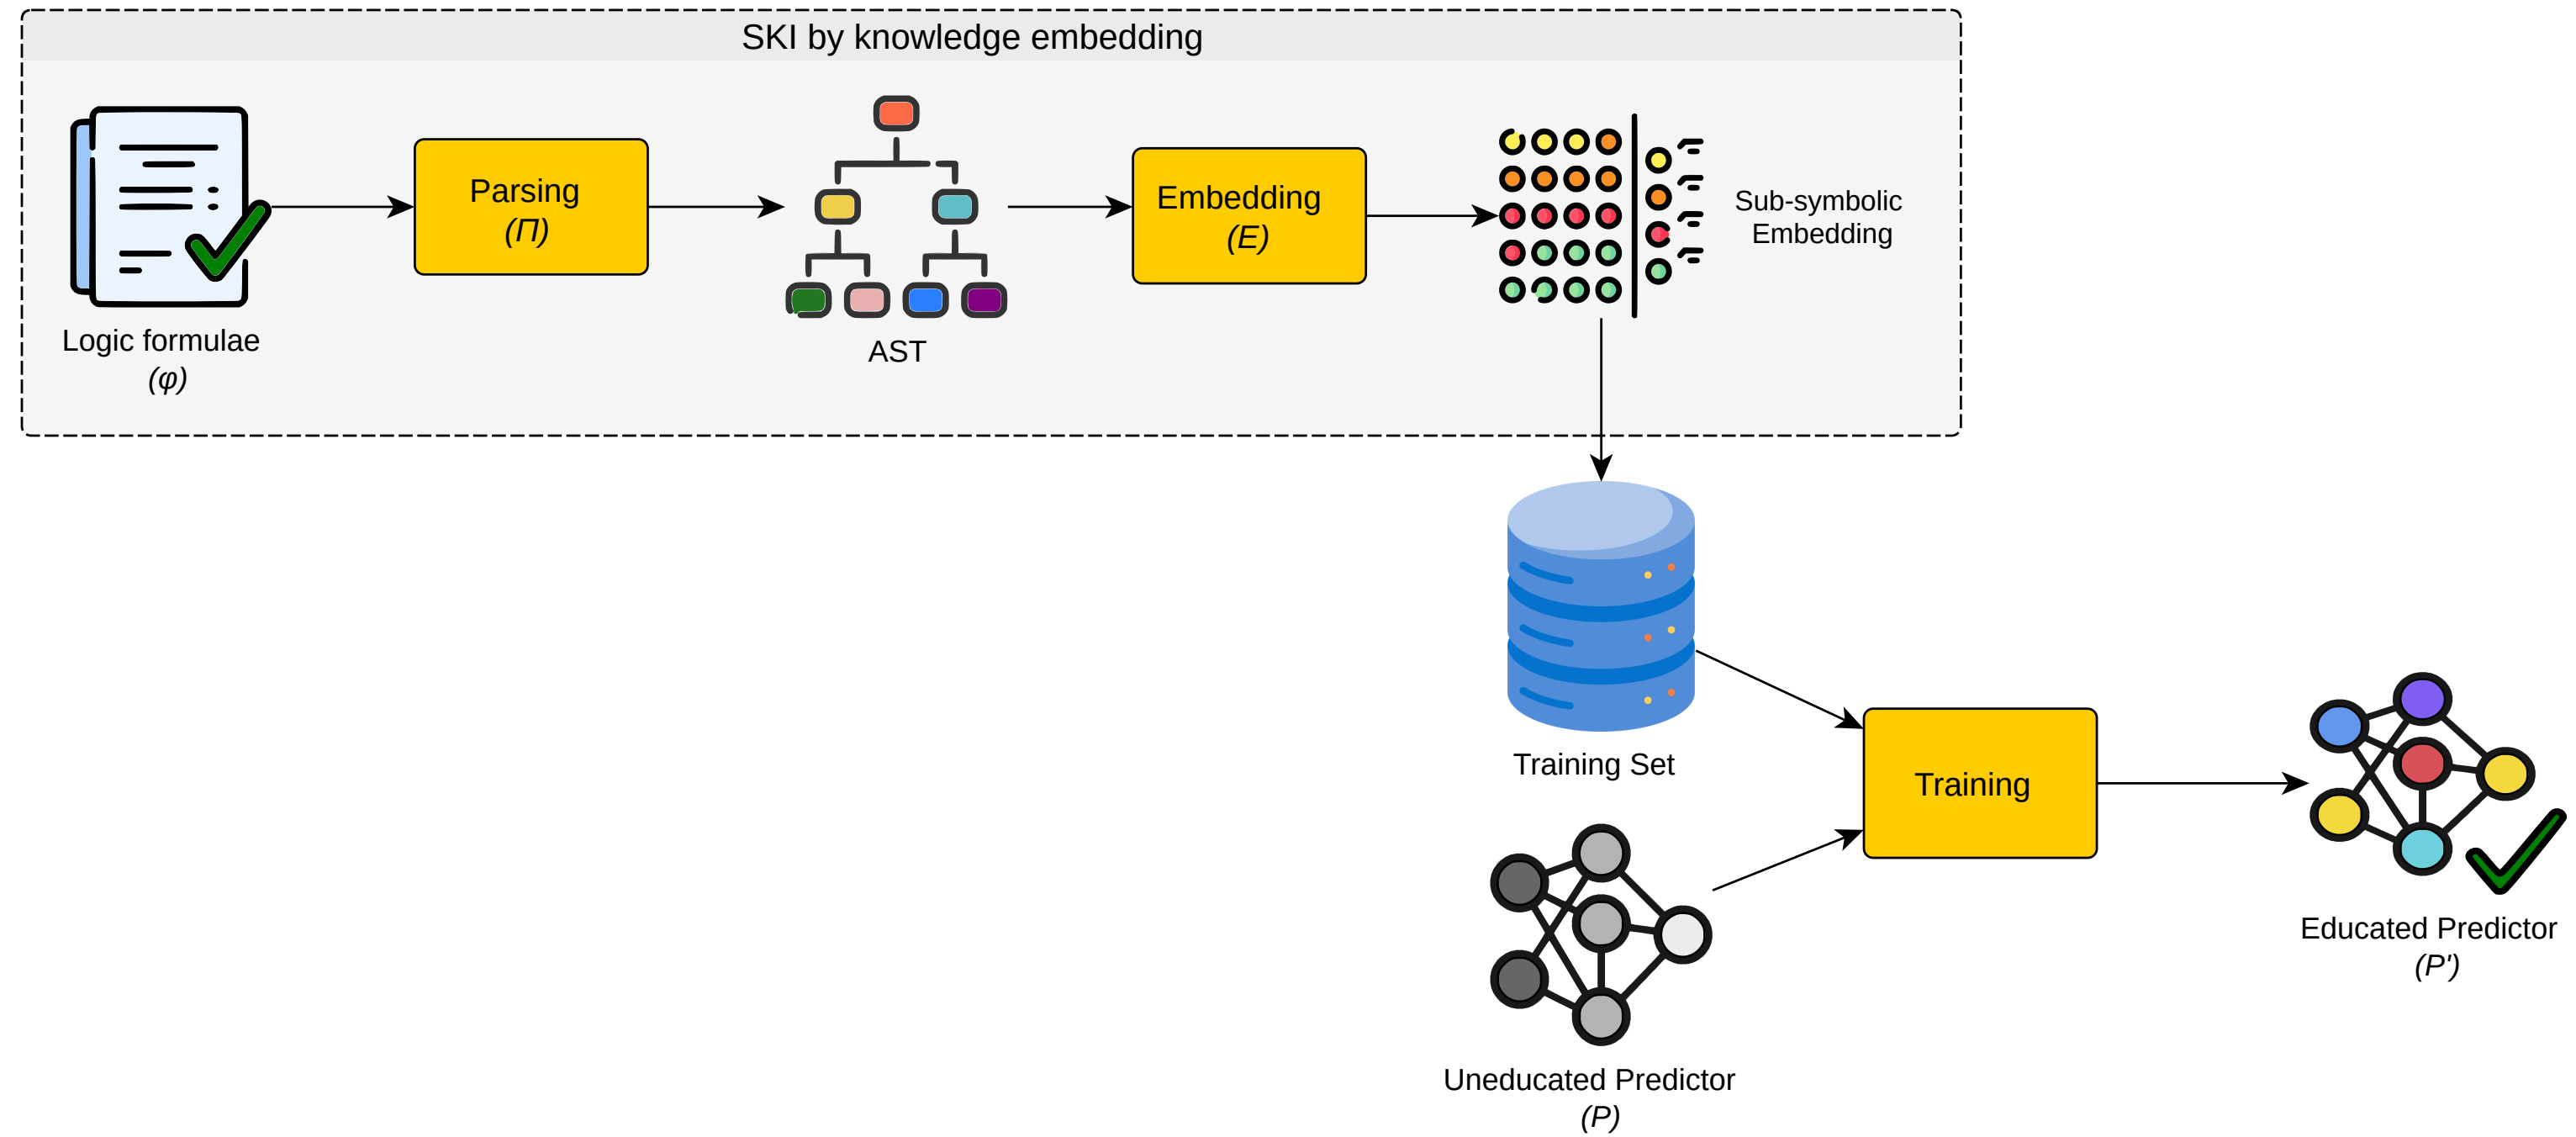 SKI by knowledge embedding
Logic formulae
(φ)
Parsing
(Π)
AST
Embedding
(E)
Sub-symbolic
Embedding
Training Set
Uneducated Predictor
(P)
Training
Educated Predictor
(P')